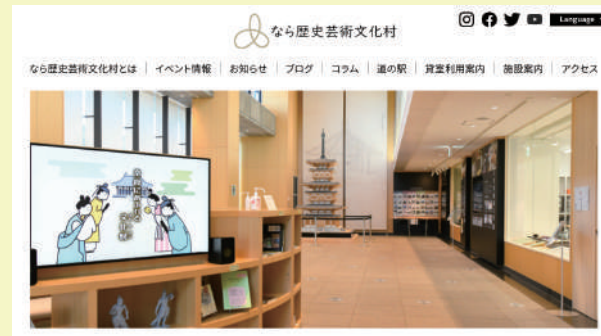 なら歴史芸術文化村
Language
なら歴史芸術文化村とは
イベント情報
お知らせ
ブログ
コラム
道の駅
貸室利用案内
施設案内
アクセス